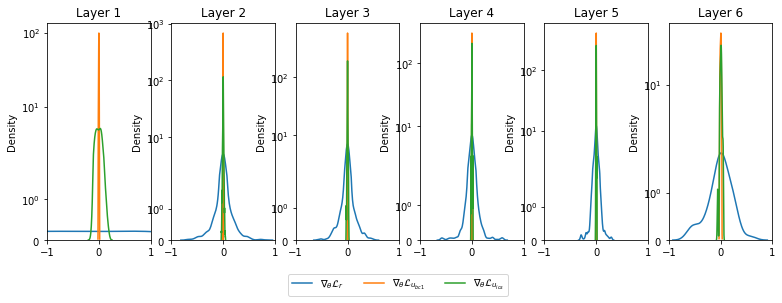 Layer 1 Layer 2 Layer 3 Layer 4 Layer 5 Layer 6
Density Density Density Density Density Density
10² 10¹ 10⁰ 0
10³ 10² 10¹ 10⁰ 0
10² 10¹ 10⁰ 0
10² 10¹ 10⁰ 0
10² 10¹ 10⁰ 0
10¹ 10⁰ 0
−1 0 1 −1 0 1 −1 0 1 −1 0 1 −1 0 1 −1 0 1
∇θℒr ∇θℒubc1 ∇θℒuics